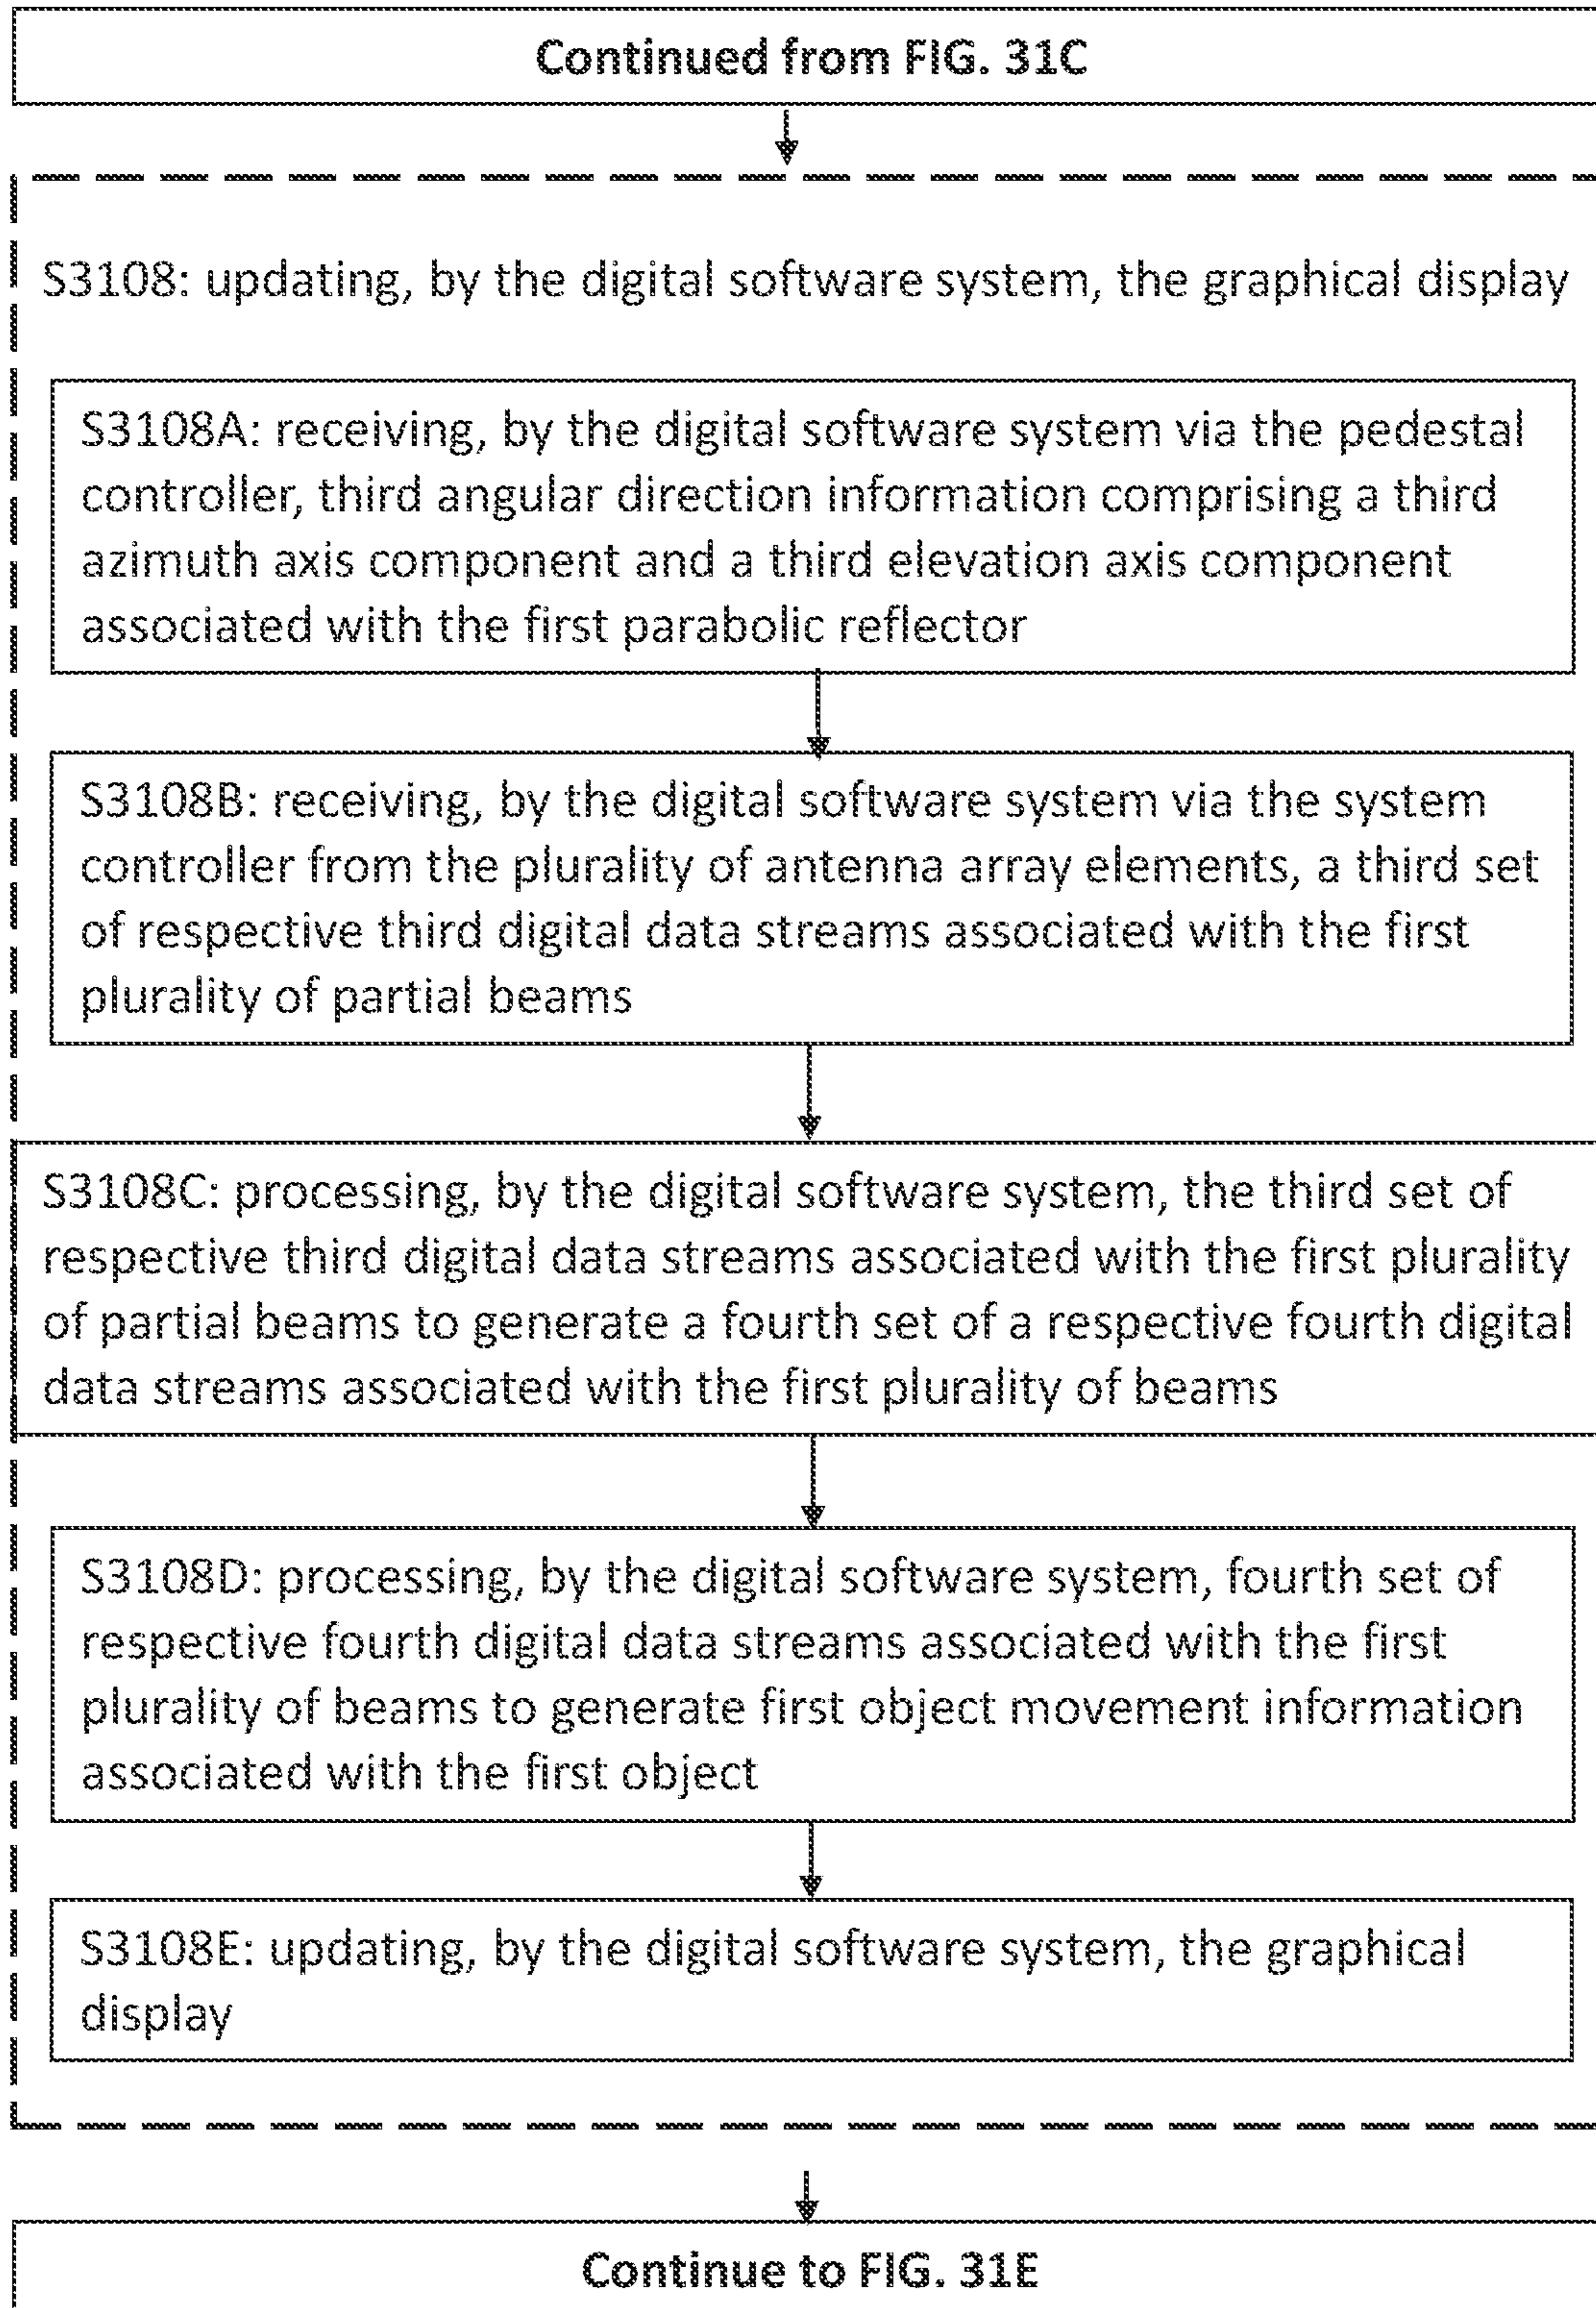 Continued from FIG. 31C
S3108: updating, by the digital software system, the graphical display
S3108A: receiving, by the digital software system via the pedestal
controller, third angular direction information comprising a third
azimuth axis component and a third elevation axis component
associated with the first parabolic reflector
S3108B: receiving, by the digital software system via the system
controller from the plurality of antenna array elements, a third set
of respective third digital data streams associated with the first
plurality of partial beams
S3108C: processing, by the digital software system, the third set of
respective third digital data streams associated with the first plurality
of partial beams to generate a fourth set of a respective fourth digital
data streams associated with the first plurality of beams
S3108D: processing, by the digital software system, fourth set of
respective fourth digital data streams associated with the first
plurality of beams to generate first object movement information
associated with the first object
S3108E: updating, by the digital software system, the graphical
display
Continue to FIG. 31E